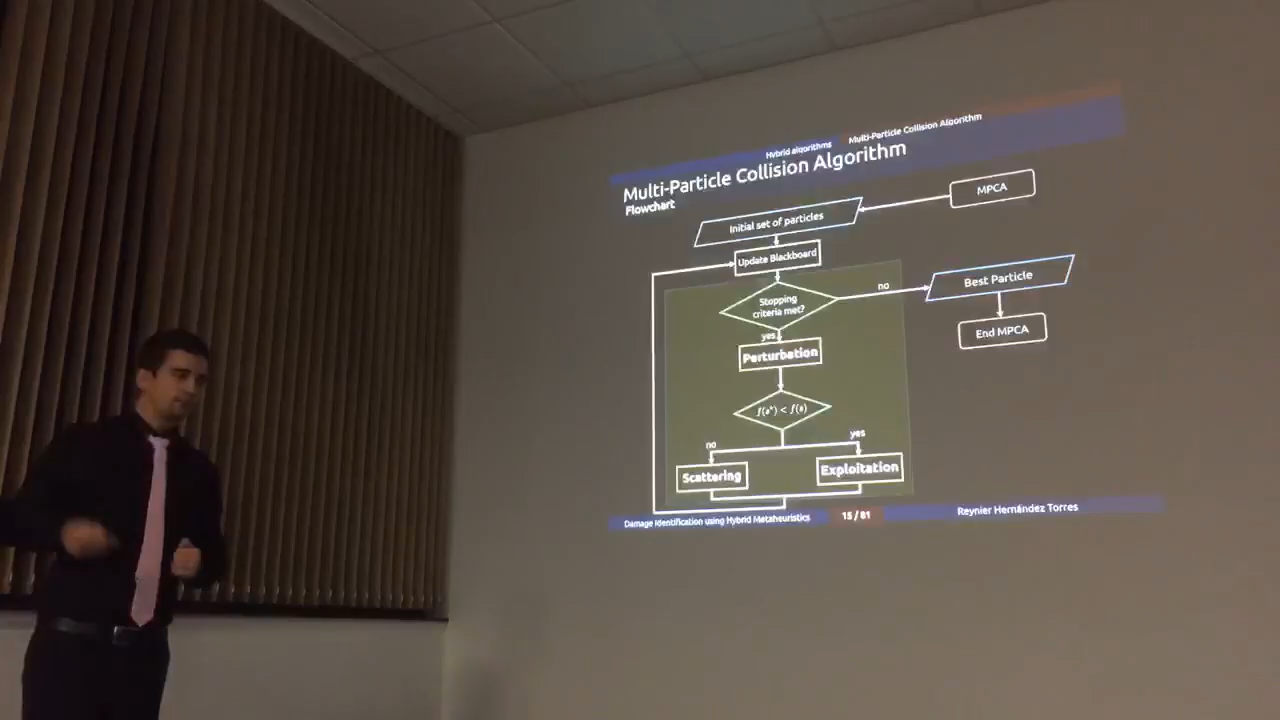 Hybrid algorithms
Multi-Particle Collision Algorithm
Multi-Particle Collision Algorithm
Flowchart
MPCA
Initial set of particles
Update Blackboard
Stopping
criteria met?
no
Best Particle
End MPCA
yes
Perturbation
f(s*) < f(s)
no
yes
Scattering
Exploitation
Damage Identification using Hybrid Metaheuristics
15 / 81
Reynier Hernández Torres